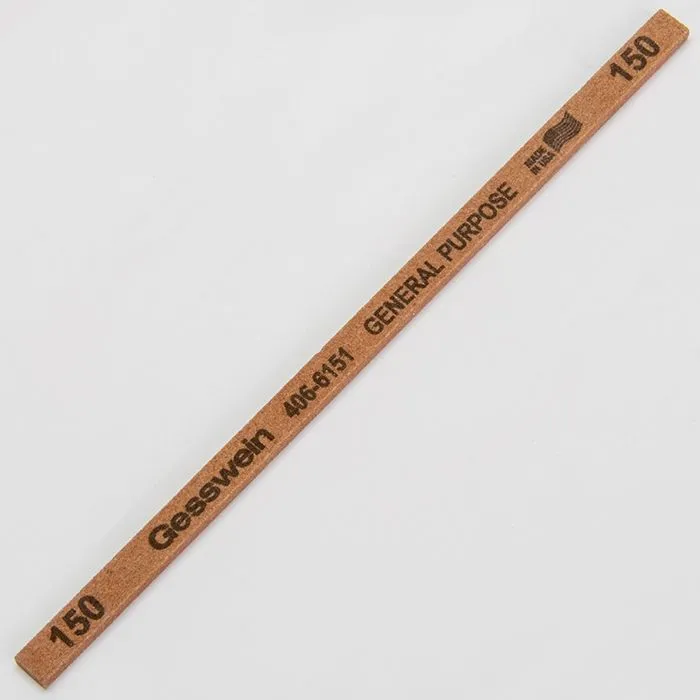 150 Gesswein 406-6151 GENERAL PURPOSE
MADE
IN USA
150